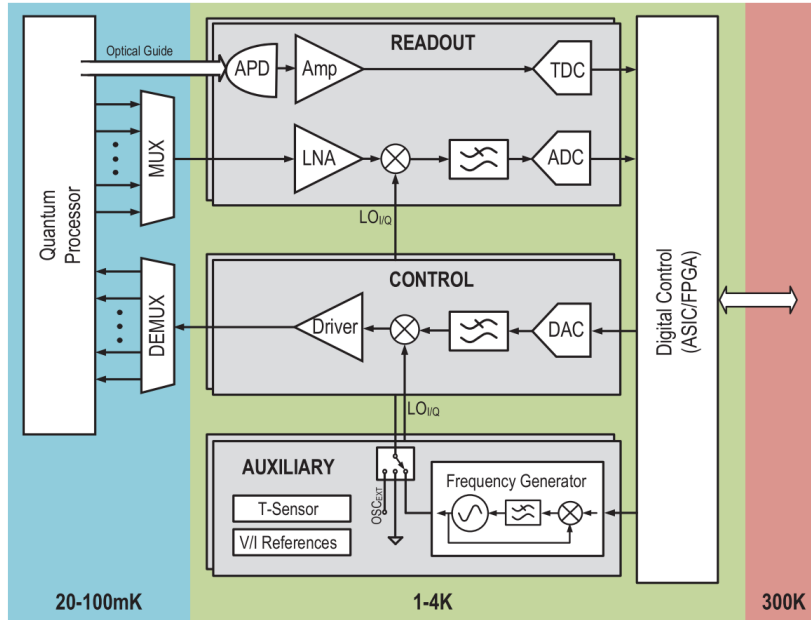 READOUT
Optical Guide
APD
Amp
TDC
MUX
LNA
ADC
LOI/Q
Quantum
Processor
CONTROL
Digital Control
(ASIC/FPGA)
DEMUX
Driver
DAC
LOI/Q
AUXILIARY
Frequency Generator
T-Sensor
OSCEXT
V/I References
20-100mK
1-4K
300K